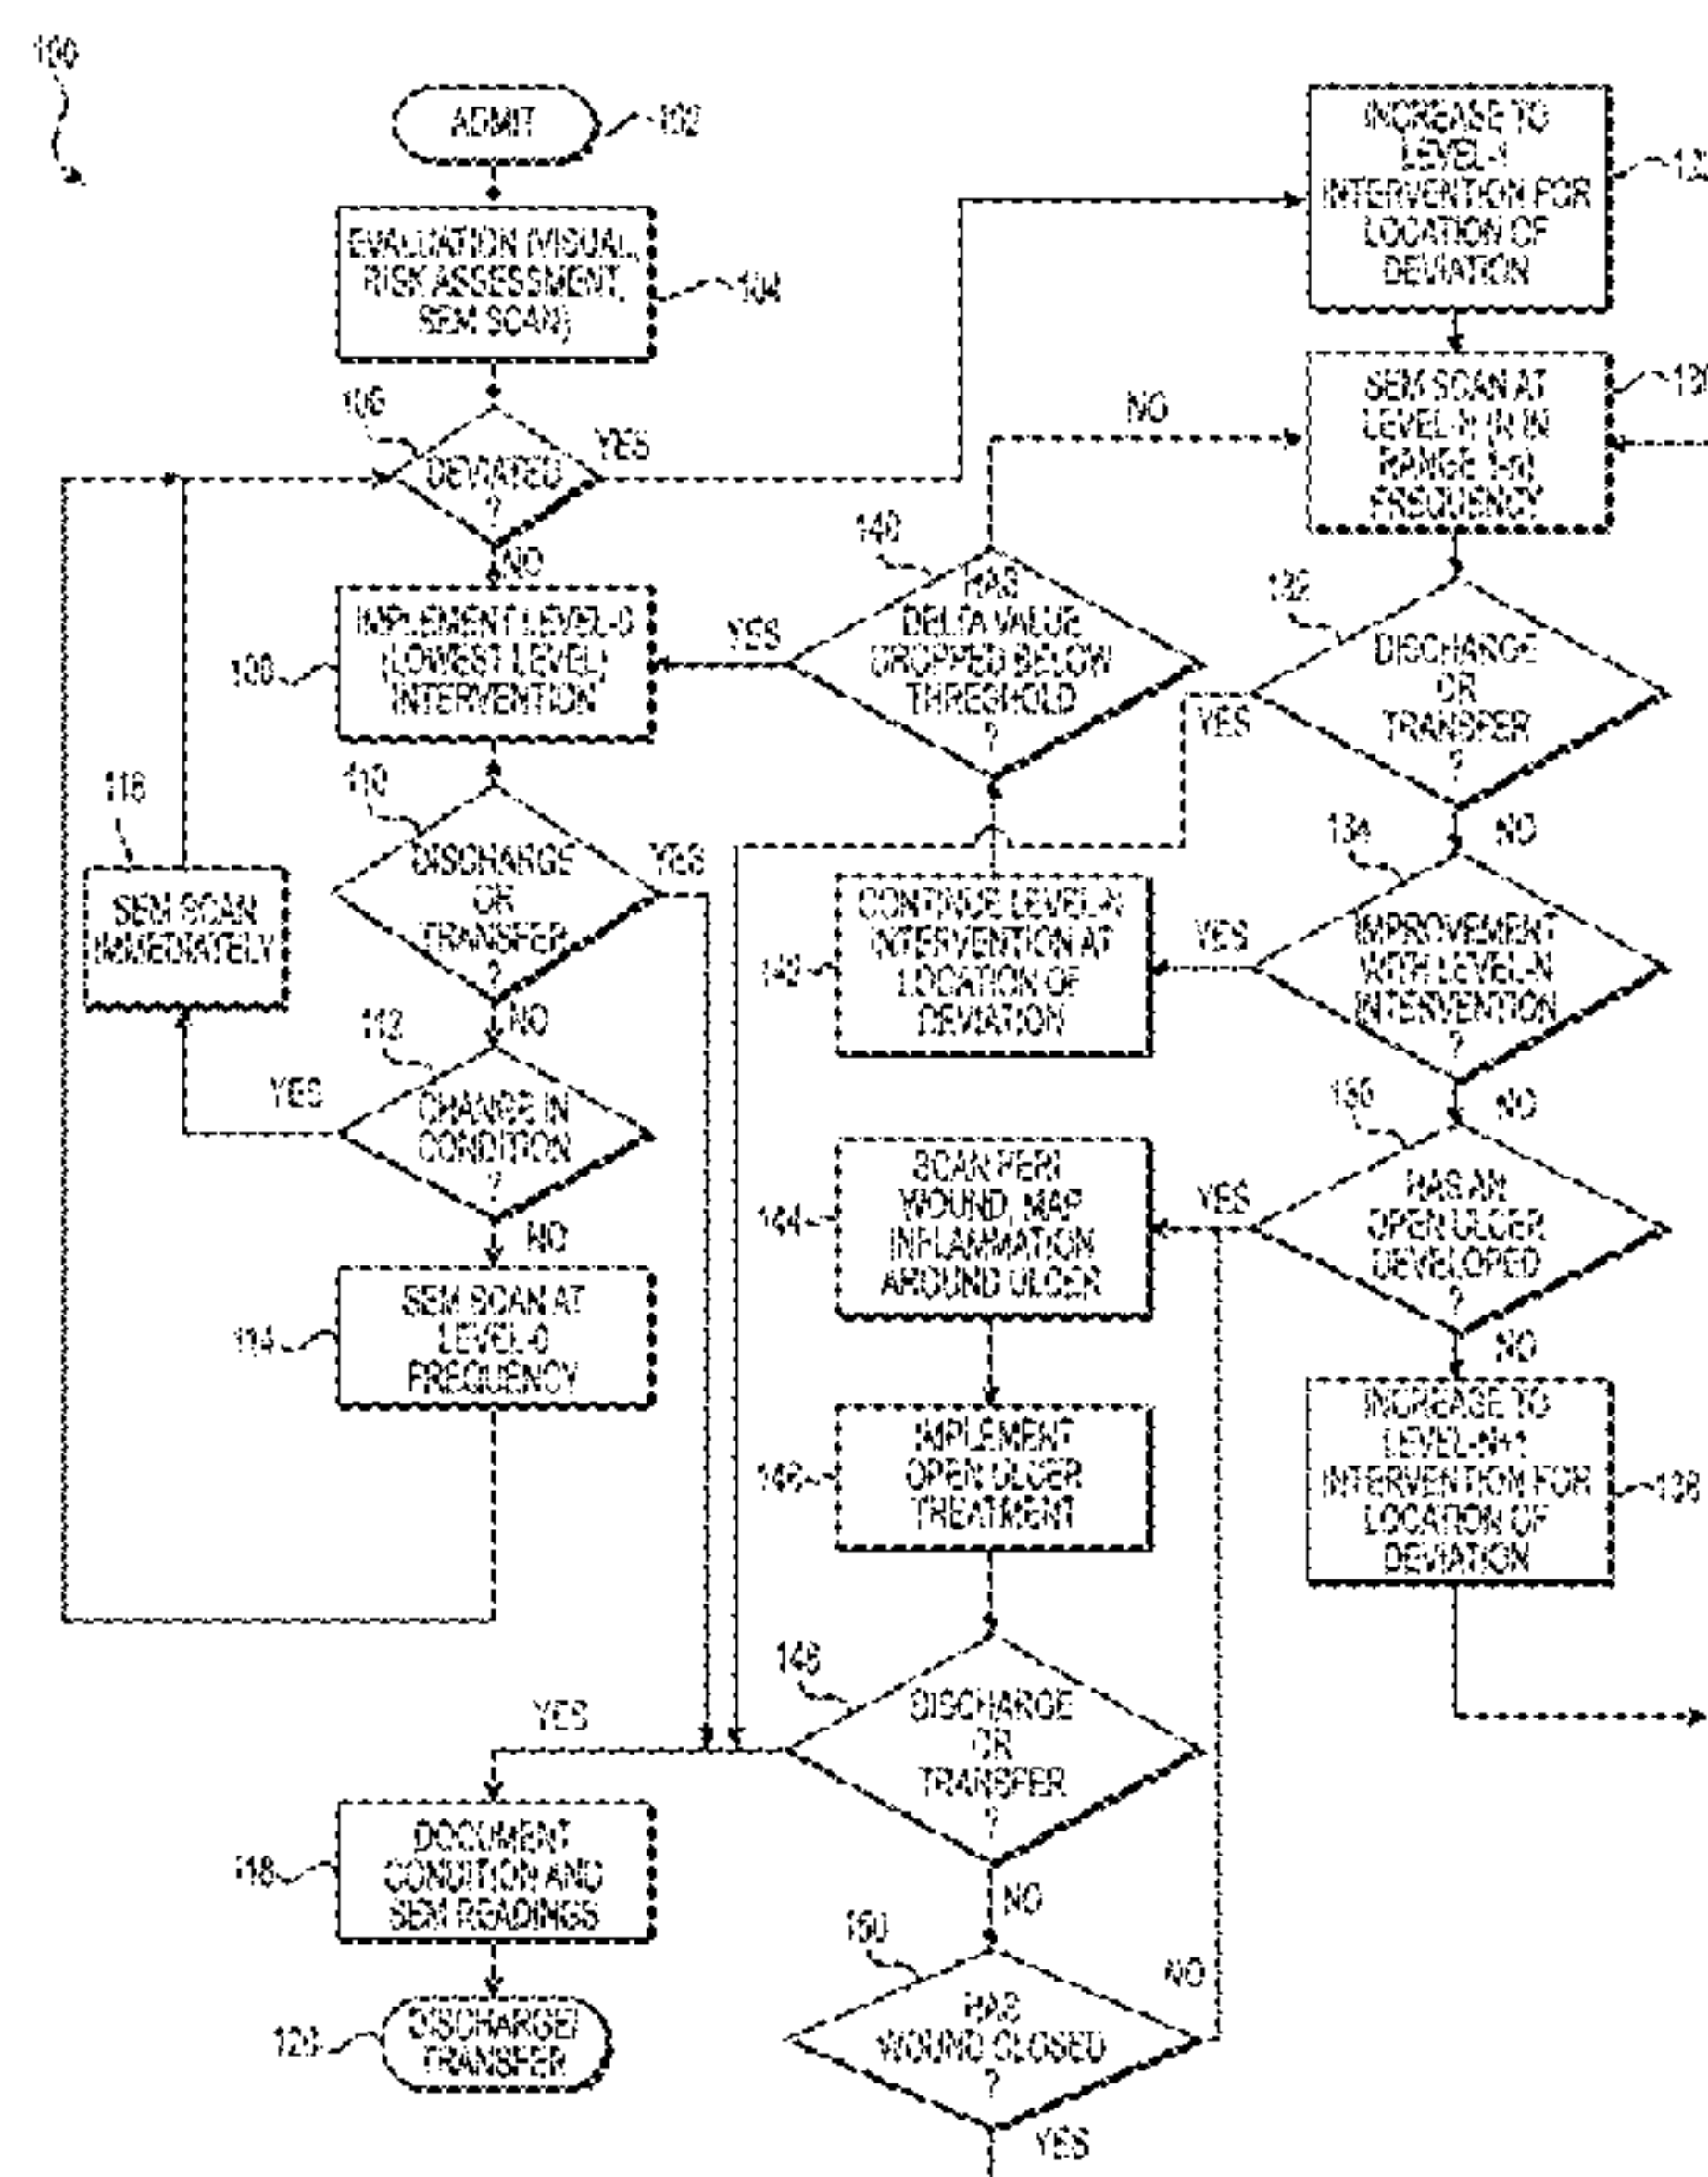 100
ADMIT
102
EVALUATION (VISUAL,
RISK ASSESSMENT,
SEM SCAN)
104
106
DEVIATED
?
YES
NO
IMPLEMENT LEVEL-0
(LOWEST LEVEL)
INTERVENTION
108
110
DISCHARGE
OR
TRANSFER
?
YES
NO
116
SEM SCAN
IMMEDIATELY
112
CHANGE IN
CONDITION
?
YES
NO
SEM SCAN AT
LEVEL-0
FREQUENCY
114
YES
DOCUMENT
CONDITION AND
SEM READINGS
118
DISCHARGE/
TRANSFER
140
HAS
DELTA VALUE
DROPPED BELOW
THRESHOLD
?
YES
NO
CONTINUE LEVEL-N
INTERVENTION AT
LOCATION OF
DEVIATION
142
SCAN PERI
WOUND, MAP
INFLAMMATION
AROUND ULCER
144
IMPLEMENT
OPEN ULCER
TREATMENT
146
148
DISCHARGE
OR
TRANSFER
?
NO
150
HAS
WOUND CLOSED
?
NO
YES
INCREASE TO
LEVEL-1
INTERVENTION FOR
LOCATION OF
DEVIATION
SEM SCAN AT
LEVEL-N (N IN
RANGE 1-n)
FREQUENCY
132
DISCHARGE
OR
TRANSFER
?
YES
NO
134
IMPROVEMENT
WITH LEVEL-N
INTERVENTION
?
YES
NO
136
HAS AN
OPEN ULCER
DEVELOPED
?
YES
NO
INCREASE TO
LEVEL-N+1
INTERVENTION FOR
LOCATION OF
DEVIATION
138